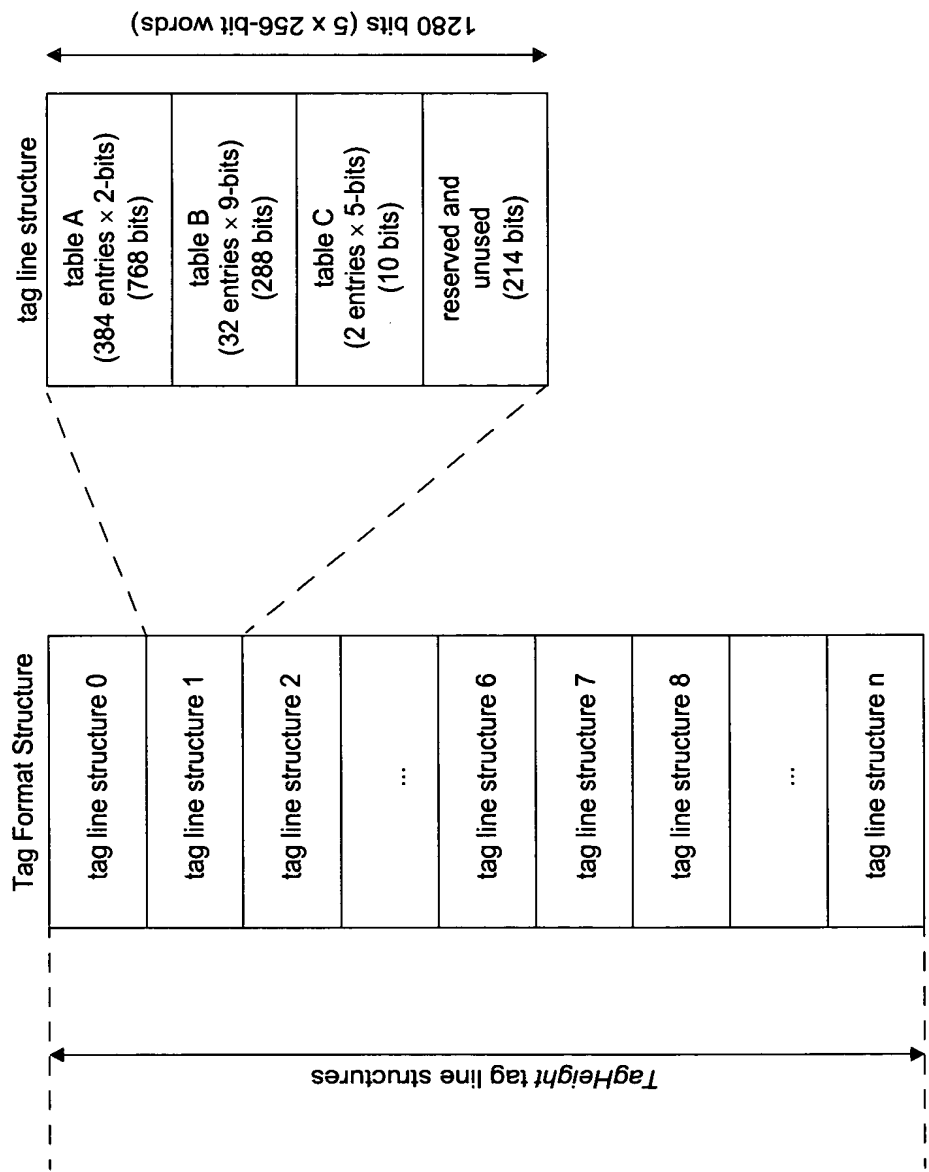 Tag Format Structure
tag line structure 0
tag line structure 1
tag line structure 2
...
tag line structure 6
tag line structure 7
tag line structure 8
...
tag line structure n
TagHeight tag line structures
tag line structure
table A
(384 entries × 2-bits)
(768 bits)
table B
(32 entries × 9-bits)
(288 bits)
table C
(2 entries × 5-bits)
(10 bits)
reserved and
unused
(214 bits)
1280 bits (5 x 256-bit words)